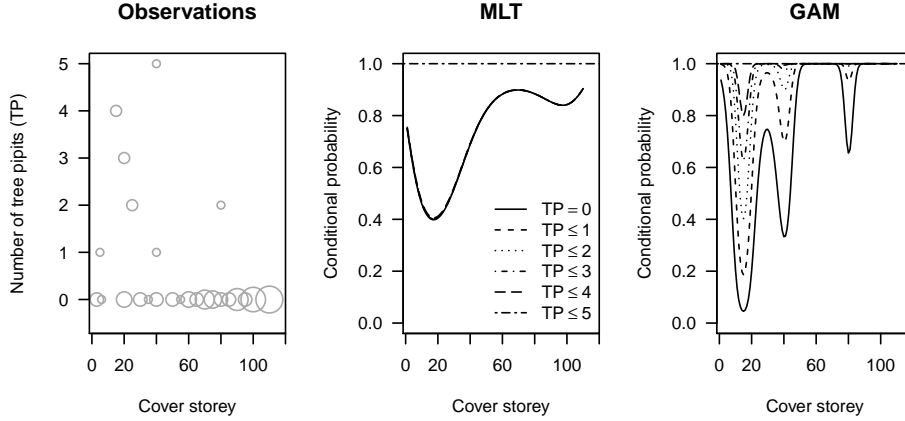 Observations
Number of tree pipits (TP)
5
4
3
2
1
0
0 20 60 100
Cover storey
MLT
Conditional probability
1.0
0.8
0.6
0.4
0.2
0.0
TP = 0
TP ≤ 1
TP ≤ 2
TP ≤ 3
TP ≤ 4
TP ≤ 5
0 20 60 100
Cover storey
GAM
Conditional probability
1.0
0.8
0.6
0.4
0.2
0.0
0 20 60 100
Cover storey